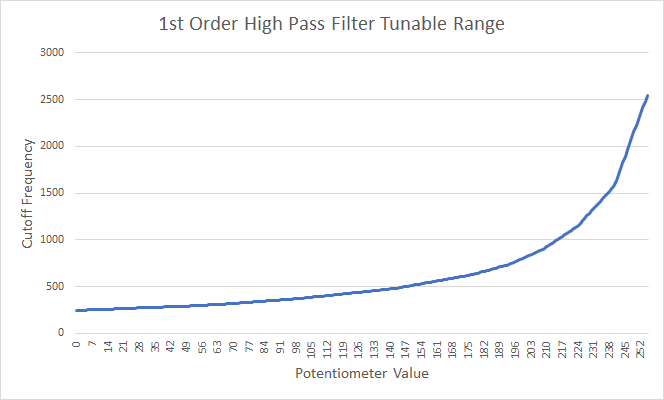 1st Order High Pass Filter Tunable Range
3000
2500
2000
1500
1000
500
0
Cutoff Frequency
0 7 14 21 28 35 42 49 56 63 70 77 84 91 98 105 112 119 126 133 140 147 154 161 168 175 182 189 196 203 210 217 224 231 238 245 252
Potentiometer Value